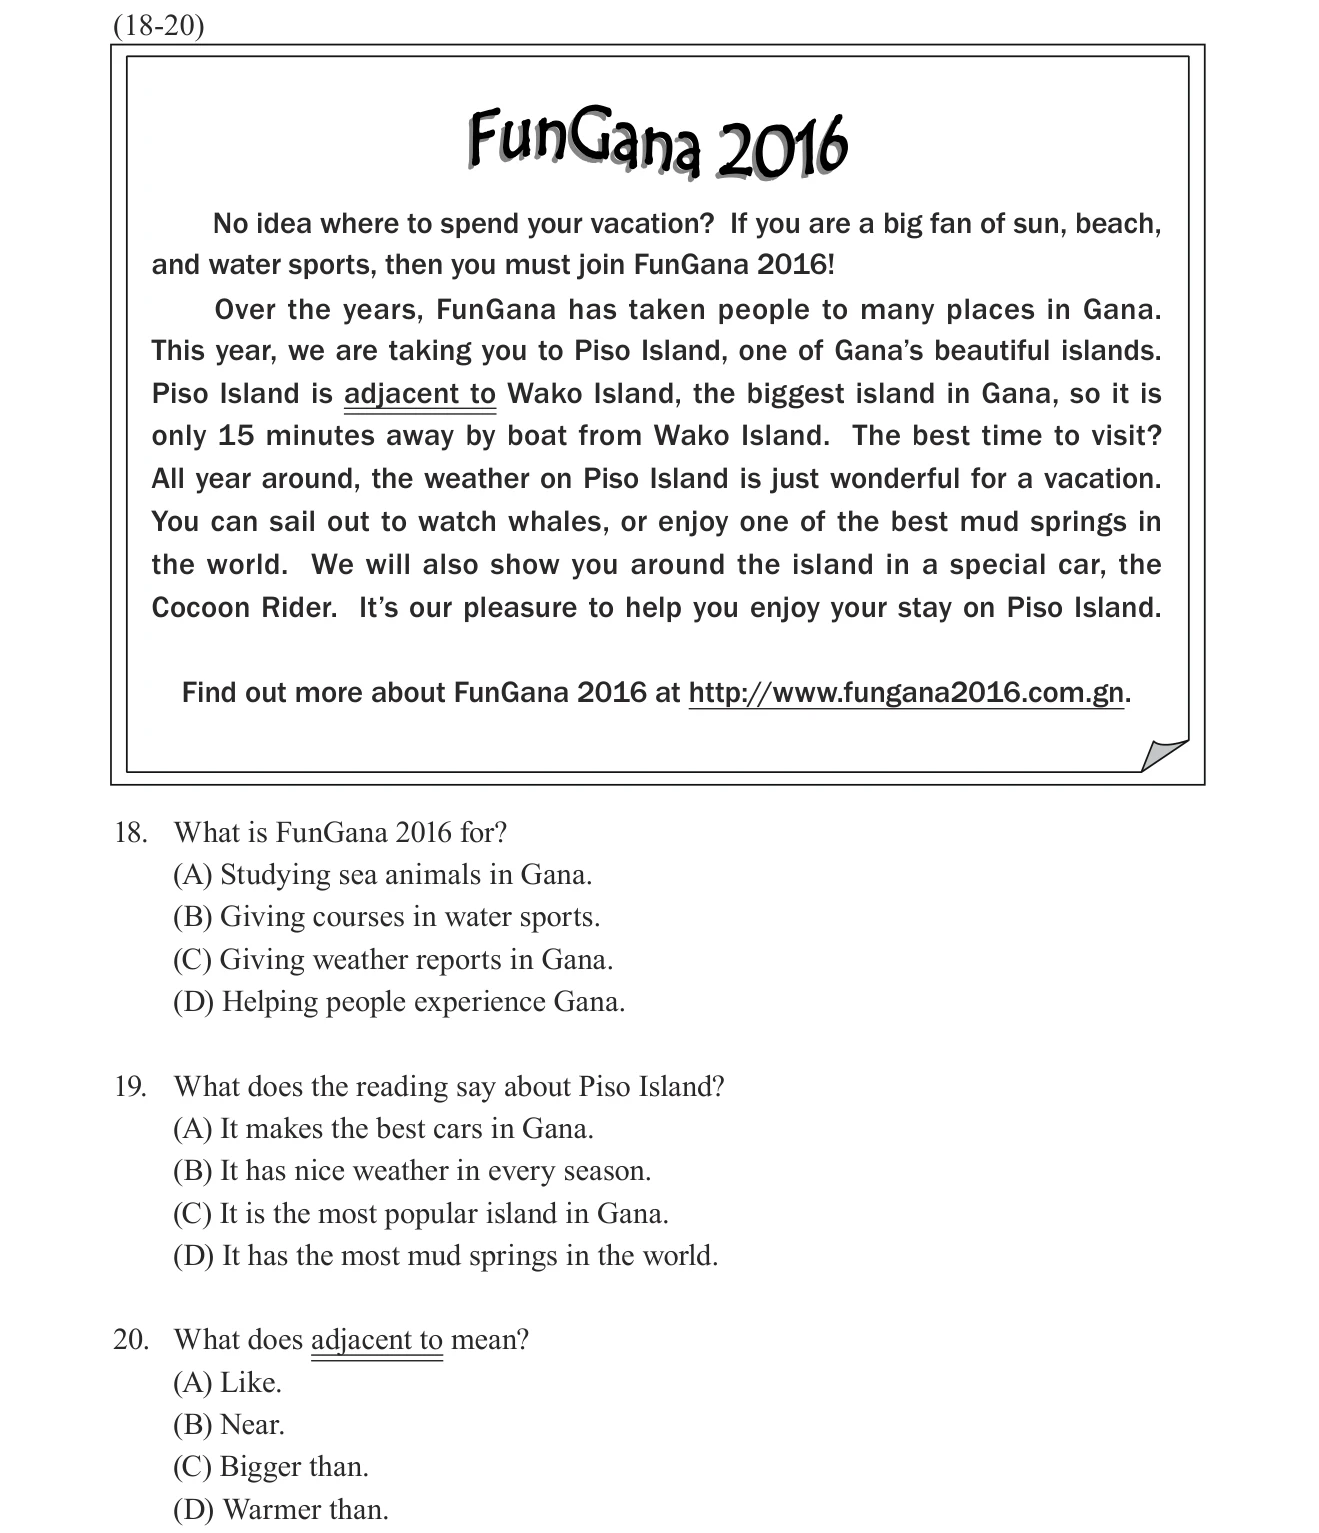 (18-20)
FunGana 2016
No idea where to spend your vacation? If you are a big fan of sun, beach,
and water sports, then you must join FunGana 2016!
Over the years, FunGana has taken people to many places in Gana.
This year, we are taking you to Piso Island, one of Gana's beautiful islands.
Piso Island is adjacent to Wako Island, the biggest island in Gana, so it is
only 15 minutes away by boat from Wako Island. The best time to visit?
All year around, the weather on Piso Island is just wonderful for a vacation.
You can sail out to watch whales, or enjoy one of the best mud springs in
the world. We will also show you around the island in a special car, the
Cocoon Rider. It's our pleasure to help you enjoy your stay on Piso Island.
Find out more about FunGana 2016 at http://www.fungana2016.com.gn.
18. What is FunGana 2016 for?
(A) Studying sea animals in Gana.
(B) Giving courses in water sports.
(C) Giving weather reports in Gana.
(D) Helping people experience Gana.
19. What does the reading say about Piso Island?
(A) It makes the best cars in Gana.
(B) It has nice weather in every season.
(C) It is the most popular island in Gana.
(D) It has the most mud springs in the world.
20. What does adjacent to mean?
(A) Like.
(B) Near.
(C) Bigger than.
(D) Warmer than.